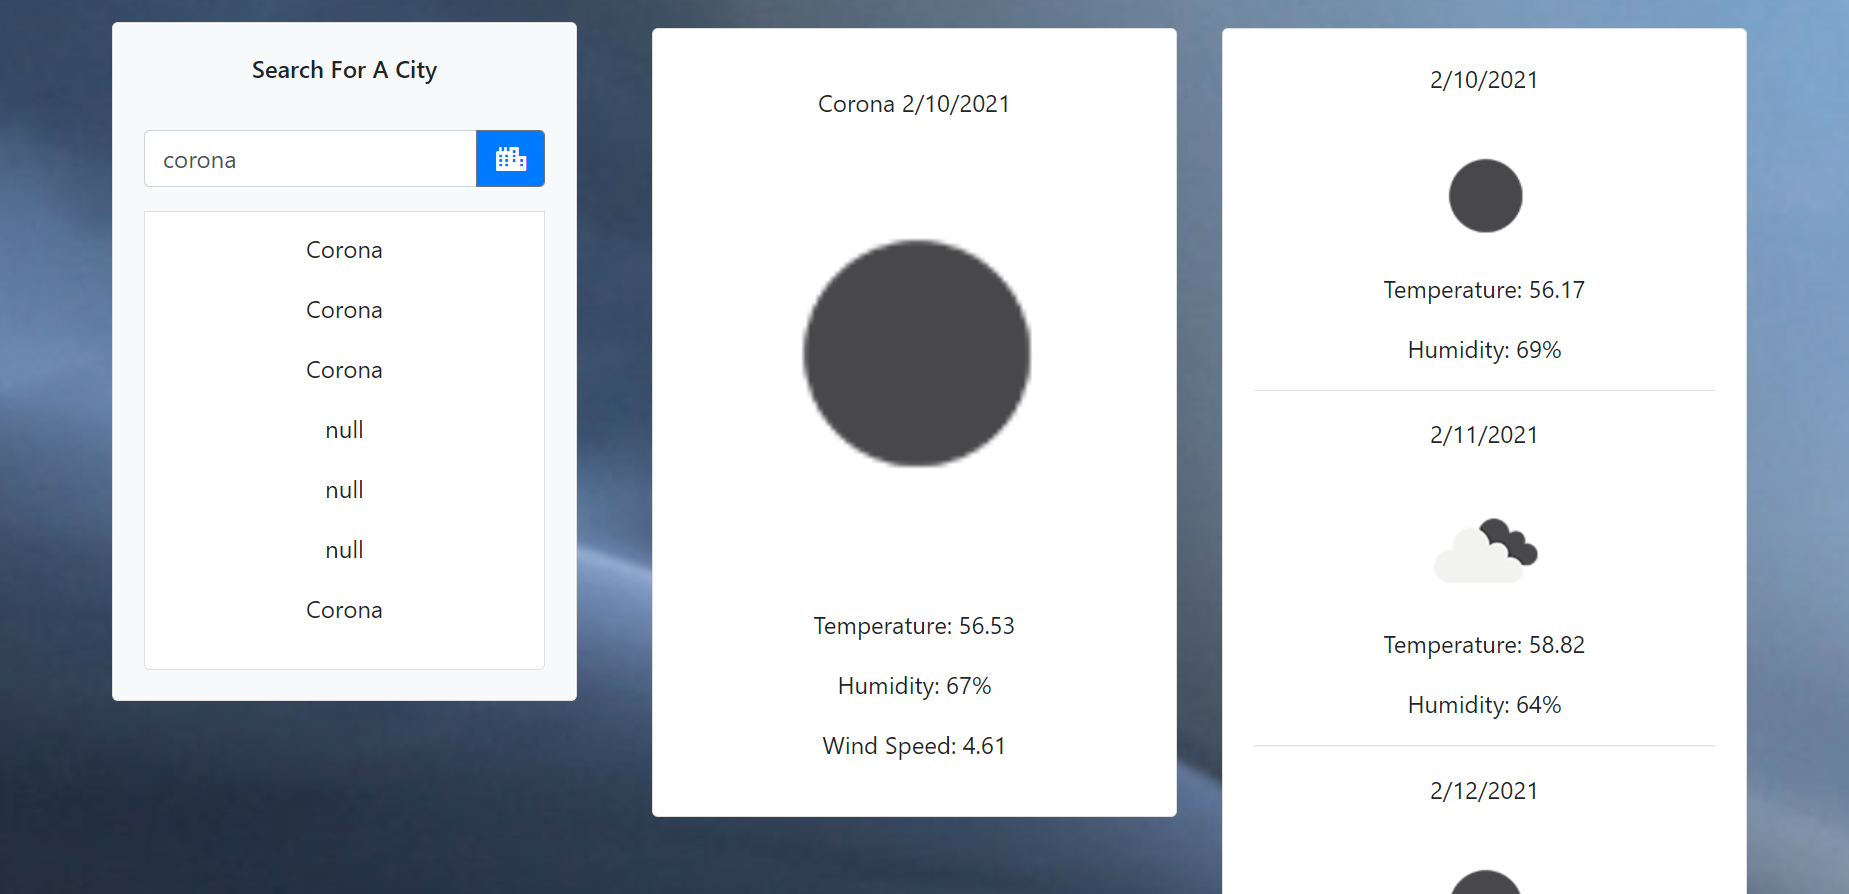 Search For A City
corona
Corona
Corona
Corona
null
null
null
Corona
Corona 2/10/2021
Temperature: 56.53
Humidity: 67%
Wind Speed: 4.61
2/10/2021
Temperature: 56.17
Humidity: 69%
2/11/2021
Temperature: 58.82
Humidity: 64%
2/12/2021